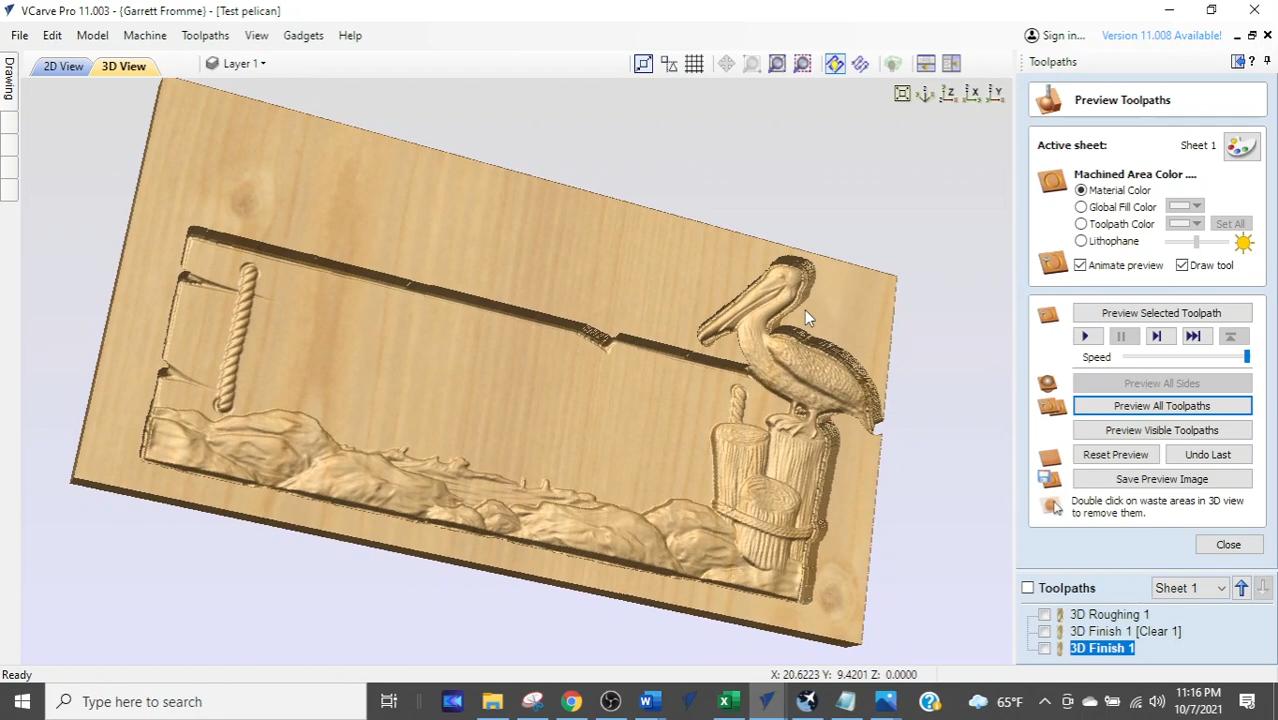 VCarve Pro 11.003 - {Garrett Fromme} - [Test pelican]
File Edit Model Machine Toolpaths View Gadgets Help
Sign in... Version 11.008 Available!
2D View 3D View Layer 1
Drawing
Z X Y
Toolpaths
?
Preview Toolpaths
Active sheet: Sheet 1
Machined Area Color ....
Material Color
Global Fill Color
Toolpath Color Set All
Lithophane
Animate preview Draw tool
Preview Selected Toolpath
Speed
Preview All Sides
Preview All Toolpaths
Preview Visible Toolpaths
Reset Preview Undo Last
Save Preview Image
Double click on waste areas in 3D view
to remove them.
Close
Toolpaths Sheet 1
3D Roughing 1
3D Finish 1 [Clear 1]
3D Finish 1
Ready
X: 20.6223 Y: 9.4201 Z: 0.0000
Type here to search
65°F
11:16 PM
10/7/2021